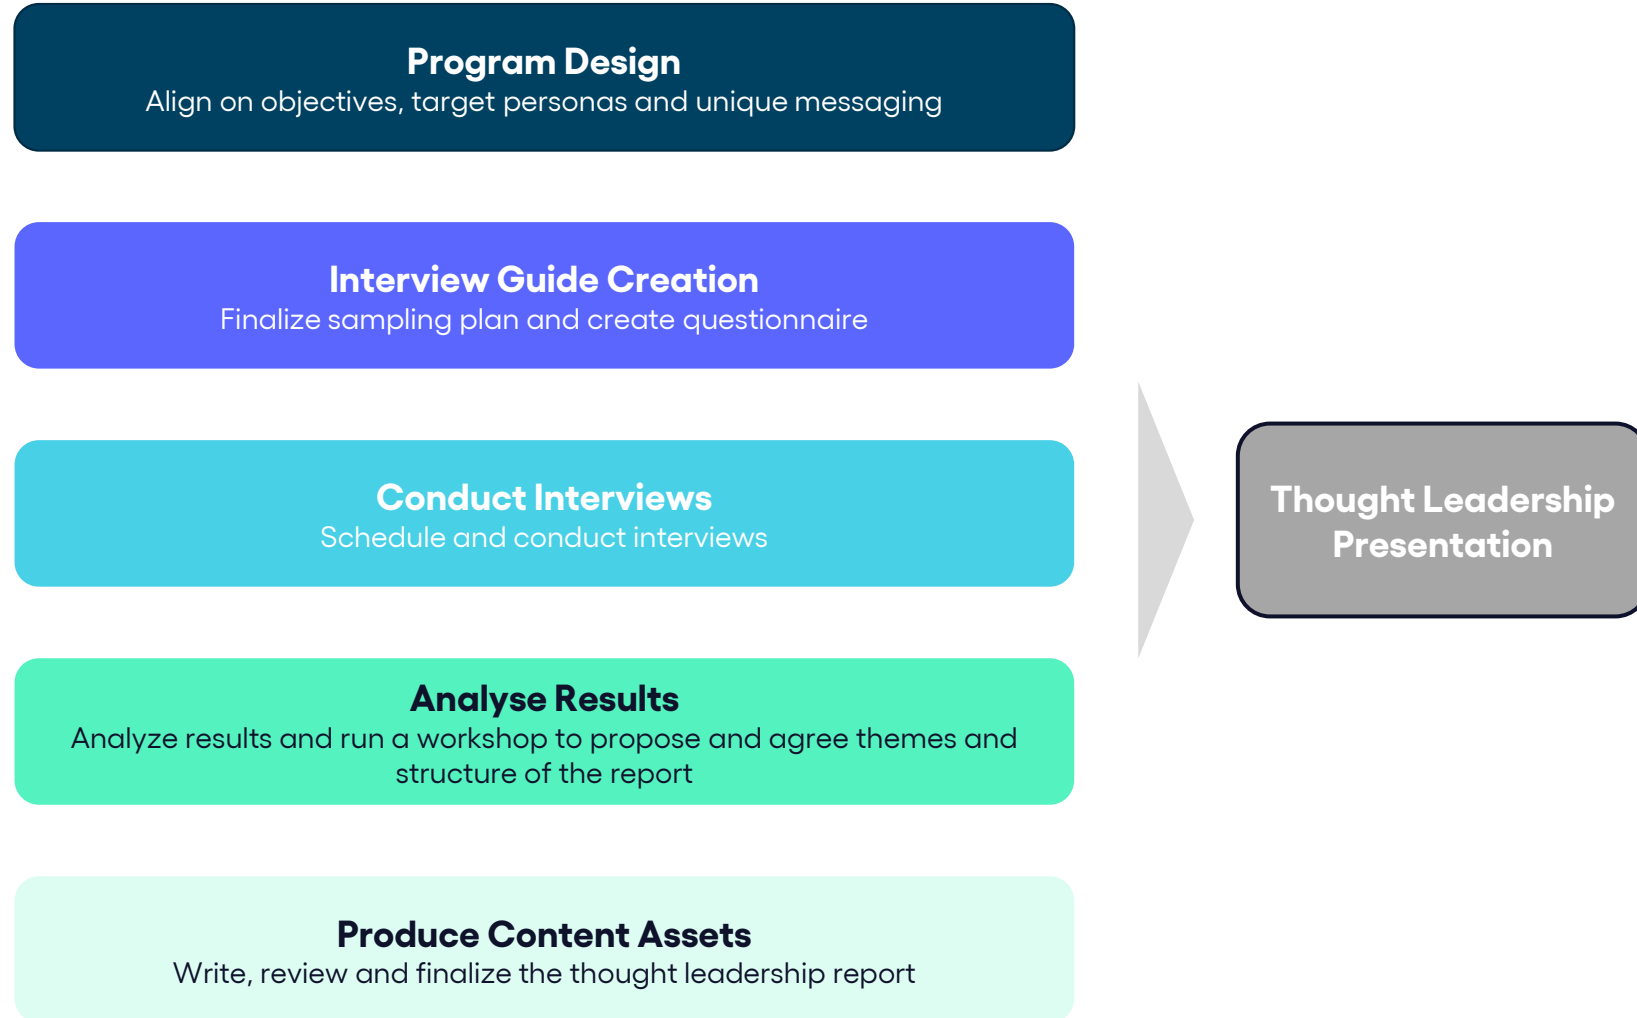 Program Design
Align on objectives, target personas and unique messaging
Interview Guide Creation
Finalize sampling plan and create questionnaire
Conduct Interviews
Schedule and conduct interviews
Analyse Results
Analyze results and run a workshop to propose and agree themes and
structure of the report
Produce Content Assets
Write, review and finalize the thought leadership report
Thought Leadership
Presentation